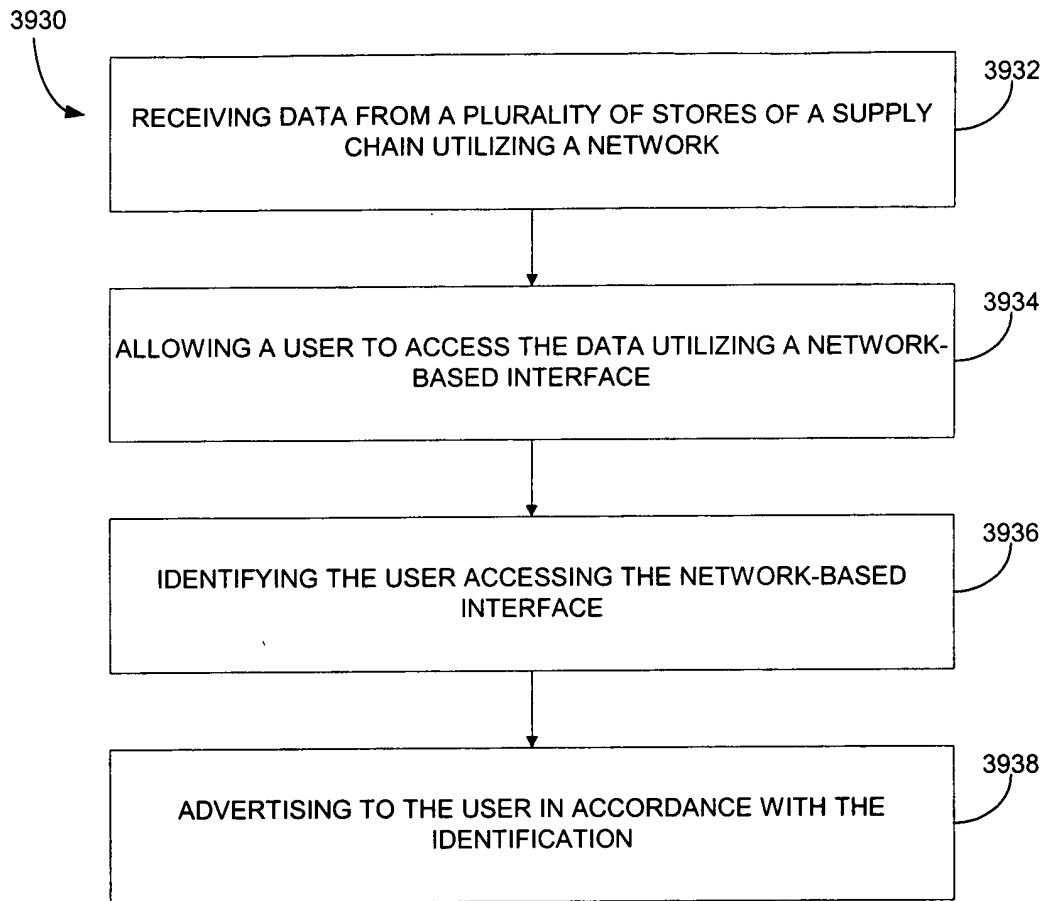 3930
3932
RECEIVING DATA FROM A PLURALITY OF STORES OF A SUPPLY
CHAIN UTILIZING A NETWORK
3934
ALLOWING A USER TO ACCESS THE DATA UTILIZING A NETWORK-
BASED INTERFACE
3936
IDENTIFYING THE USER ACCESSING THE NETWORK-BASED
INTERFACE
3938
ADVERTISING TO THE USER IN ACCORDANCE WITH THE
IDENTIFICATION